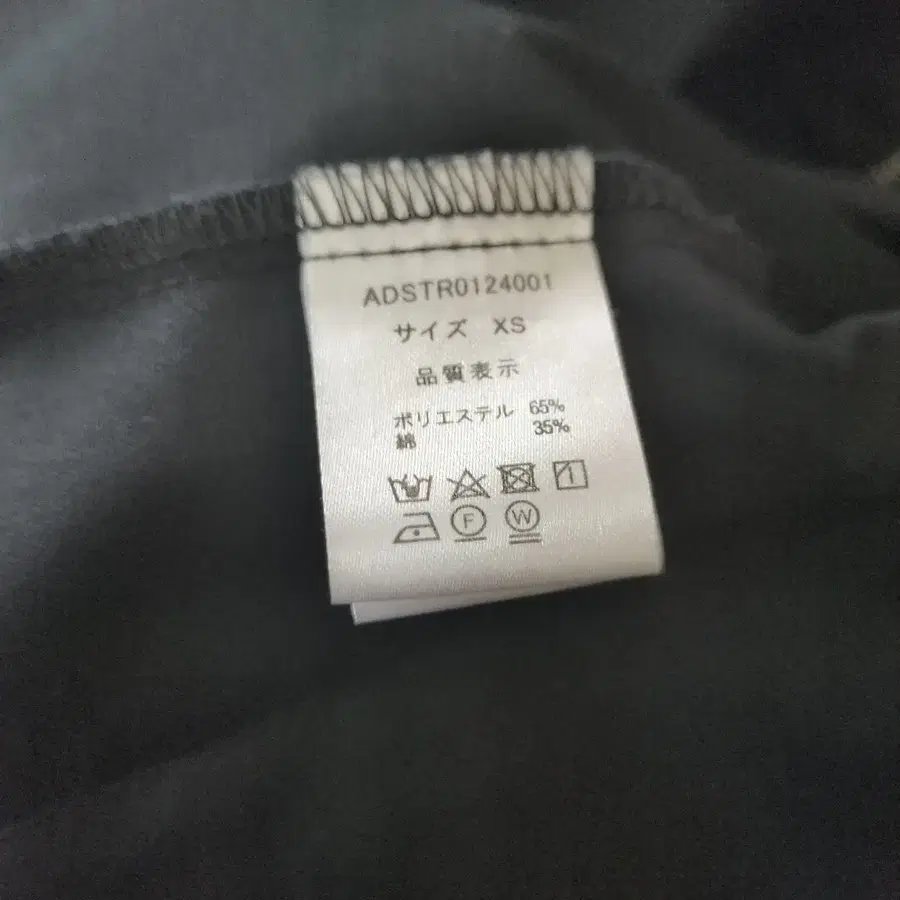 ADSTR0124001
サイズ XS
品質表示
ポリエステル 65%
綿 35%
F W